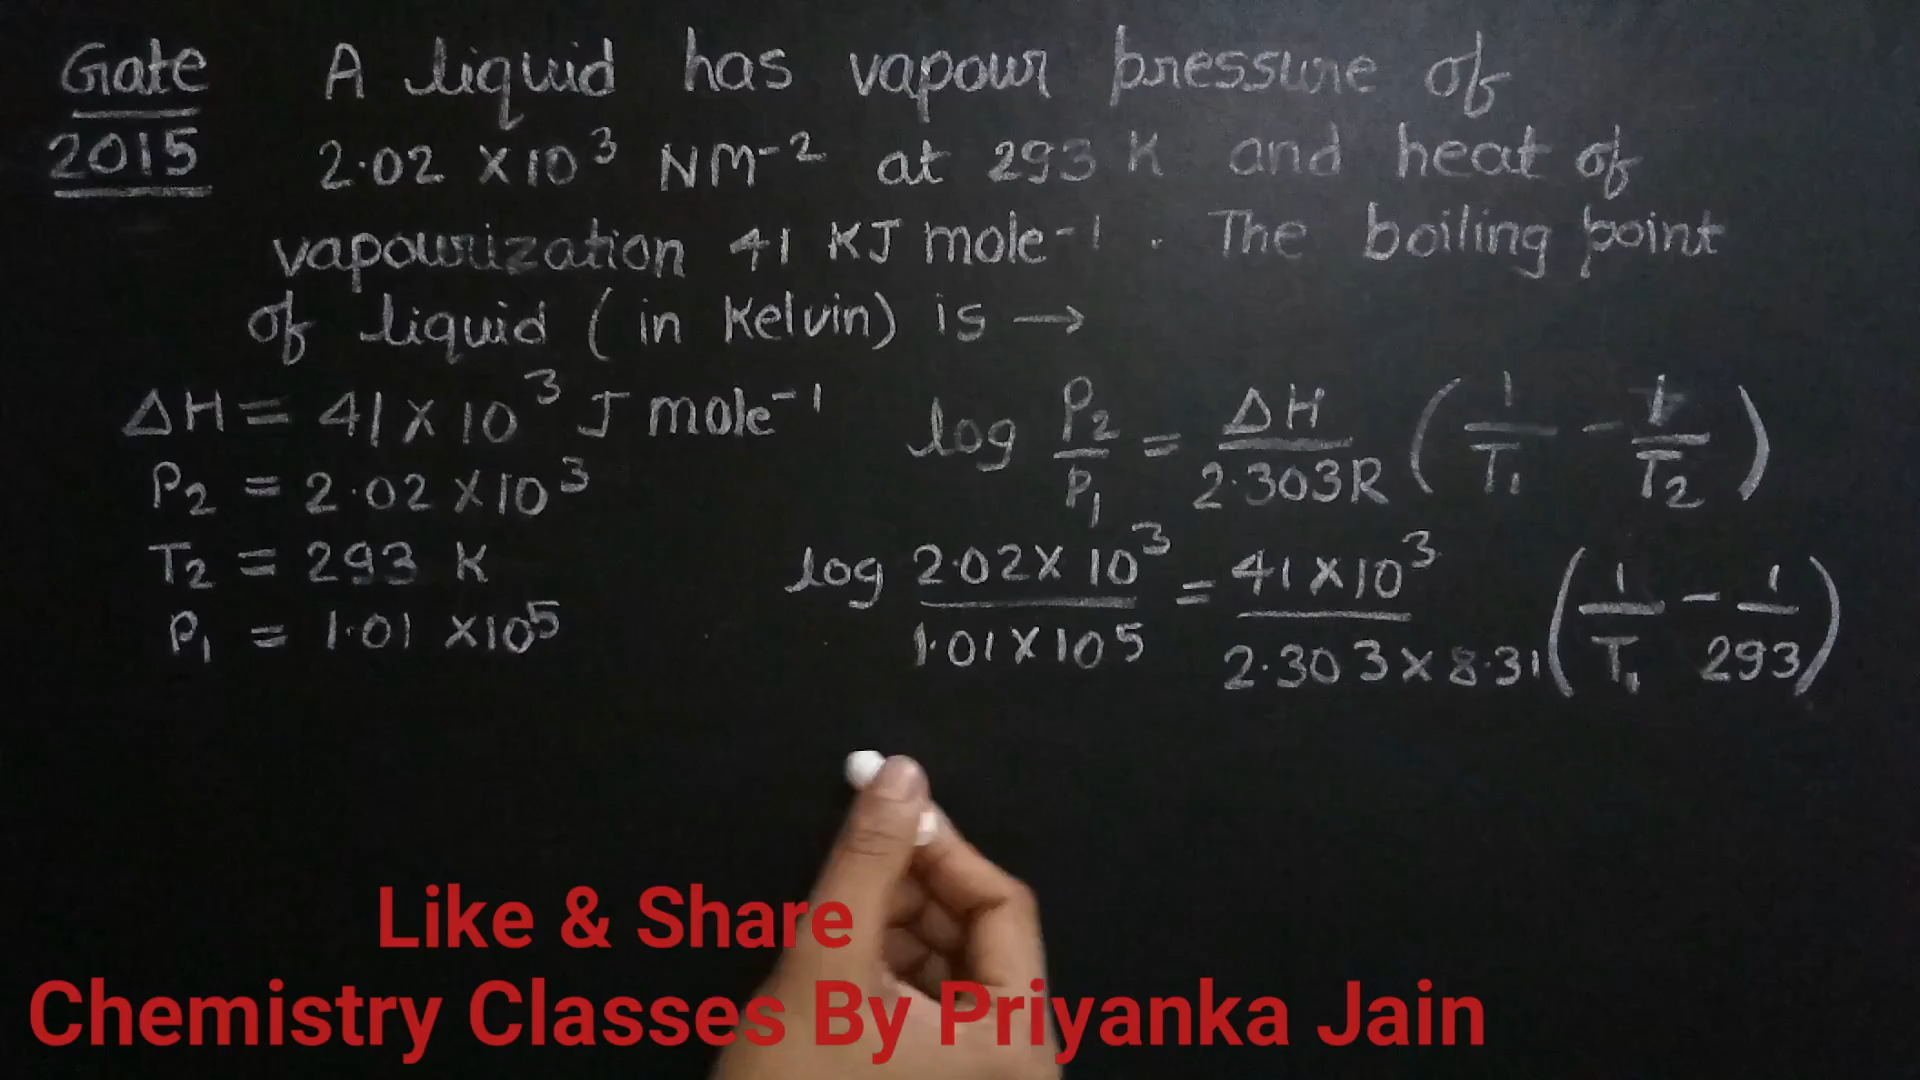 Gate A liquid has vapour pressure of
2015 2.02 ×10³ NM⁻² at 293 K and heat of
vapourization 41 KJ mole⁻¹. The boiling point
of liquid (in Kelvin) is →
ΔH = 41×10³ J mole⁻¹
P₂ = 2.02 ×10³
T₂ = 293 K
P₁ = 1.01 ×10⁵
log P₂/P₁ = ΔH/2.303R (1/T₁ - 1/T₂)
log 2.02×10³/1.01×10⁵ = 41×10³/2.303×8.31 (1/T₁ - 1/293)
Like & Share
Chemistry Classes By Priyanka Jain